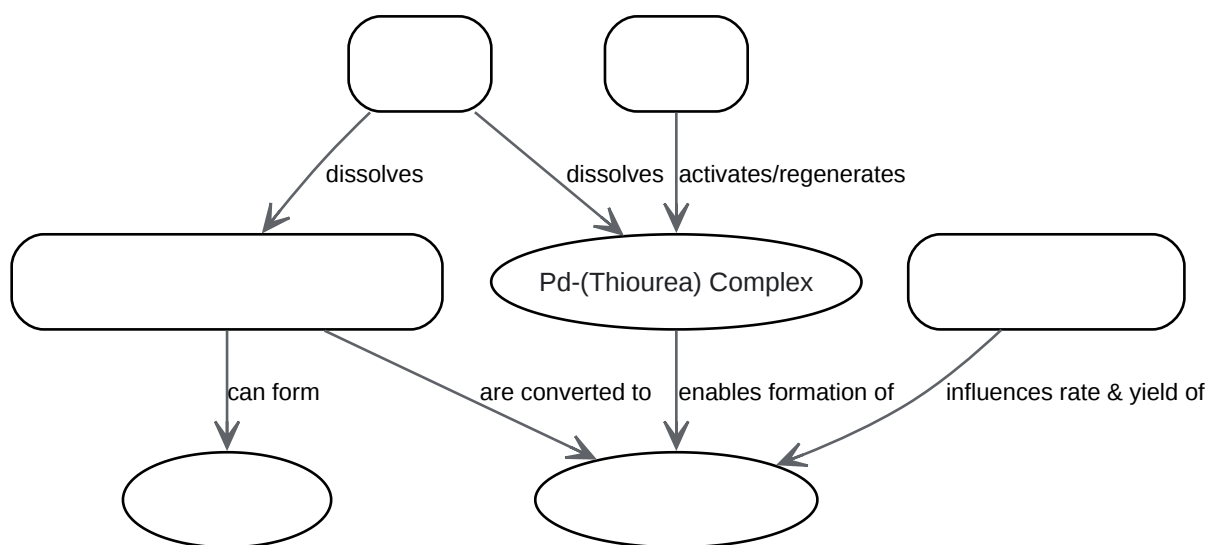 dissolves
dissolves
activates/regenerates
Pd-(Thiourea) Complex
can form
are converted to
enables formation of
influences rate & yield of